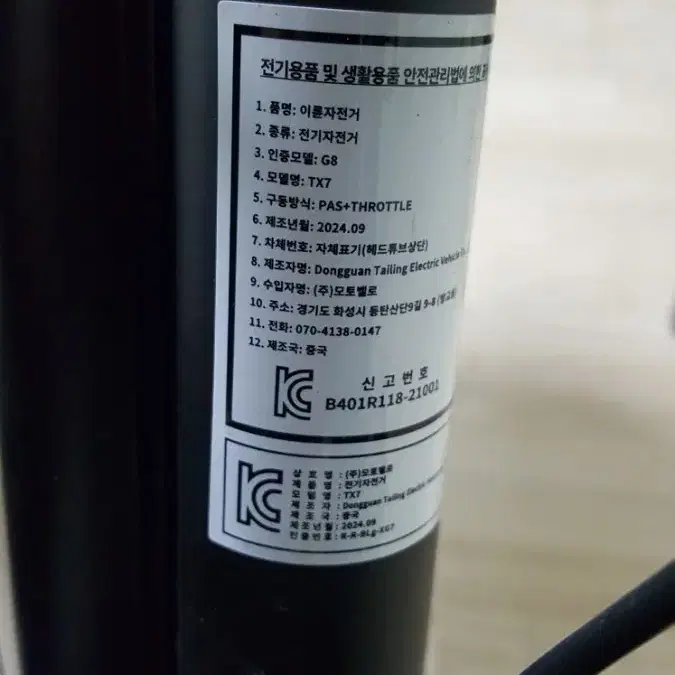 전기용품 및 생활용품 안전관리법에 의한
1. 품명: 이륜자전거
2. 종류: 전기자전거
3. 인증모델: G8
4. 모델명: TX7
5. 구동방식: PAS+THROTTLE
6. 제조년월: 2024.09
7. 차체번호: 자체표기(헤드튜브상단)
8. 제조자명: Dongguan Tailing Electric Vehicle
9. 수입자명: (주)모토벨로
10. 주소: 경기도 화성시 동탄산단9길 9-8
11. 전화: 070-4138-0147
12. 제조국: 중국
신고번호
B401R118-21001
상호명 : (주)모토벨로
제품명 : 전기자전거
모델명 : TX7
제조자 : Dongguan Tailing Electric
제조국 : 중국
제조년월 : 2024.09
인증번호 : R-R-BLg-XG7